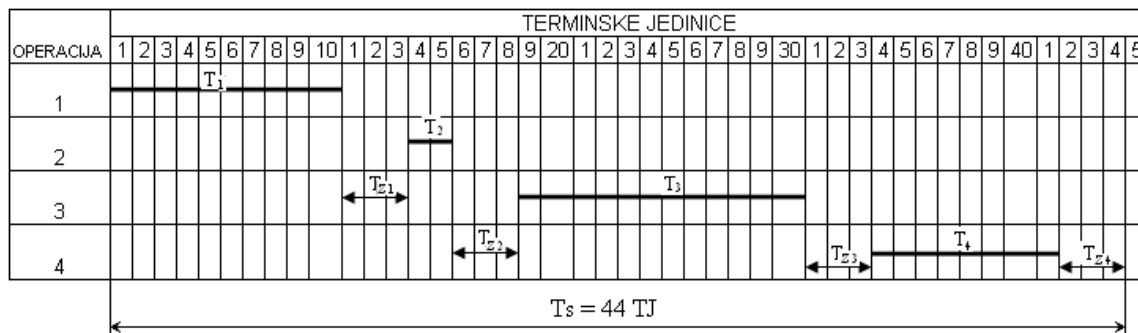 TERMINSKE JEDINICE
OPERACIJA 1 2 3 4 5 6 7 8 9 10 1 2 3 4 5 6 7 8 9 20 1 2 3 4 5 6 7 8 9 30 1 2 3 4 5 6 7 8 9 40 1 2 3 4 5
T1
1
T2
2
TZ1 T3
3
TZ2 TZ3 T4 TZ4
4
Ts = 44 TJ